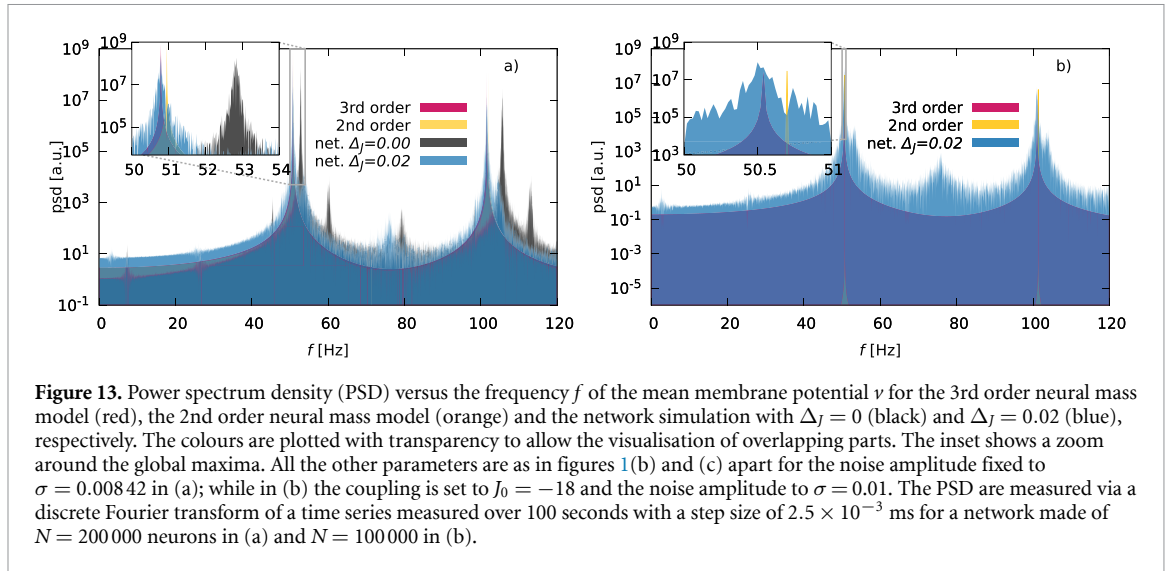 10^9
10^7
10^5
10^3
10^1
10^-1
psd [a.u.]
0 20 40 60 80 100 120
f [Hz]
10^9
10^7
10^5
50 51 52 53 54
a)
3rd order
2nd order
net. Δ_J=0.00
net. Δ_J=0.02
10^9
10^7
10^5
10^3
10^1
10^-1
10^-3
10^-5
psd [a.u.]
0 20 40 60 80 100 120
f [Hz]
10^9
10^7
10^5
10^3
50 50.5 51
b)
3rd order
2nd order
net. Δ_J=0.02
Figure 13. Power spectrum density (PSD) versus the frequency f of the mean membrane potential v for the 3rd order neural mass
model (red), the 2nd order neural mass model (orange) and the network simulation with Δ_J = 0 (black) and Δ_J = 0.02 (blue),
respectively. The colours are plotted with transparency to allow the visualisation of overlapping parts. The inset shows a zoom
around the global maxima. All the other parameters are as in figures 1(b) and (c) apart for the noise amplitude fixed to
σ = 0.008 42 in (a); while in (b) the coupling is set to J_0 = −18 and the noise amplitude to σ = 0.01. The PSD are measured via a
discrete Fourier transform of a time series measured over 100 seconds with a step size of 2.5 × 10^−3 ms for a network made of
N = 200 000 neurons in (a) and N = 100 000 in (b).